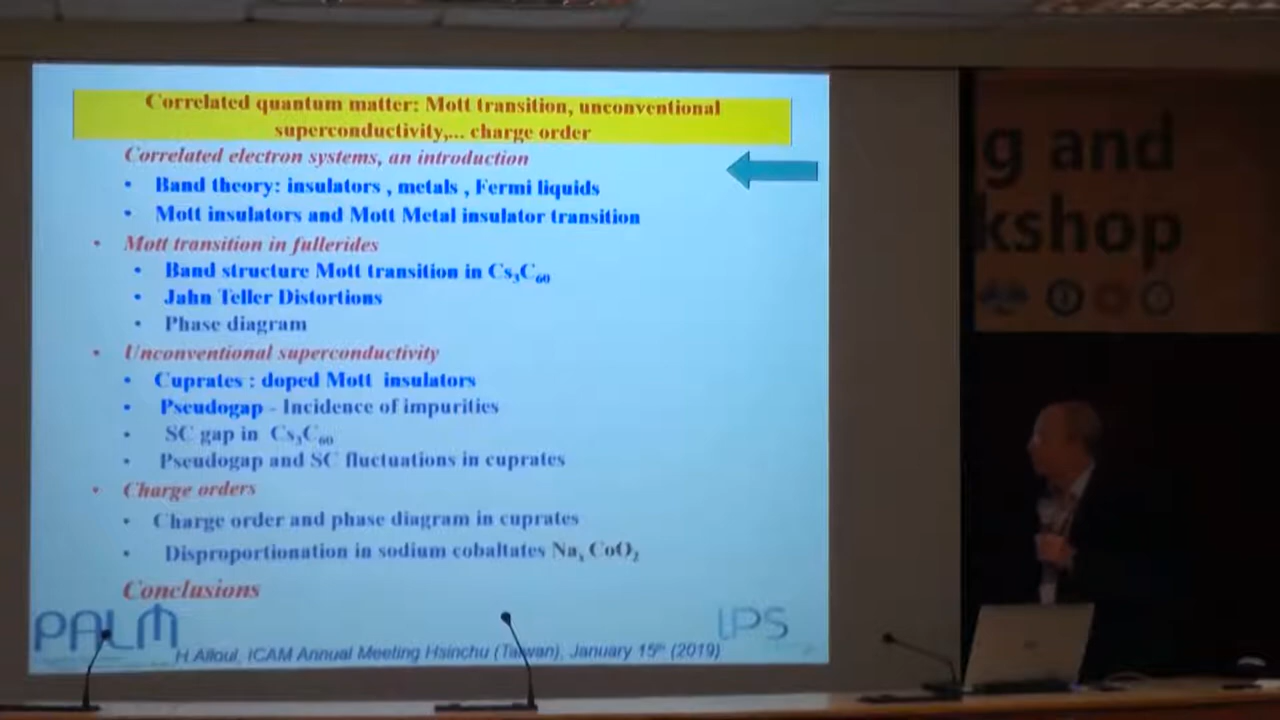 Correlated quantum matter: Mott transition, unconventional
superconductivity,... charge order
Correlated electron systems, an introduction
• Band theory: insulators , metals , Fermi liquids
• Mott insulators and Mott Metal insulator transition
• Mott transition in fullerides
• Band structure Mott transition in Cs₃C₆₀
• Jahn Teller Distortions
• Phase diagram
• Unconventional superconductivity
• Cuprates : doped Mott insulators
• Pseudogap - Incidence of impurities
• SC gap in Cs₃C₆₀
• Pseudogap and SC fluctuations in cuprates
• Charge orders
• Charge order and phase diagram in cuprates
• Disproportionation in sodium cobaltates Naₓ CoO₂
Conclusions
PALM
LPS
H.Alloul, ICAM Annual Meeting Hsinchu (Taiwan), January 15th (2019)
g and
kshop